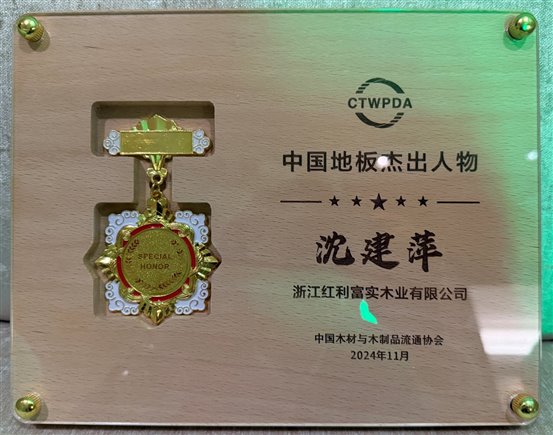 CTWPDA
中国地板杰出人物
沈建萍
浙江红利富实木业有限公司
中国木材与木制品流通协会
2024年11月
SPECIAL
HONOR